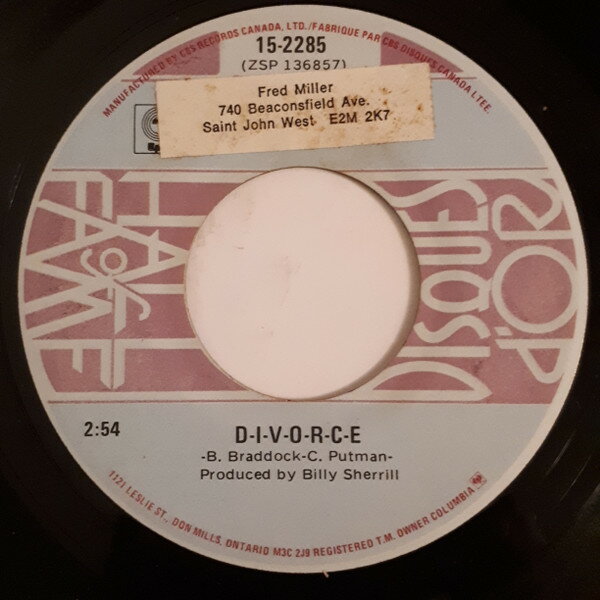 MANUFACTURED BY CBS RECORDS CANADA, LTD./FABRIQUE PAR CBS DISQUES CANADA LTEE.
15-2285
(ZSP 136857)
Fred Miller
740 Beaconsfield Ave.
Saint John West E2M 2K7
HALL of FAME
DISQUES D'OR
2:54
D-I-V-O-R-C-E
-B. Braddock-C. Putman-
Produced by Billy Sherrill
1121 LESLIE ST., DON MILLS, ONTARIO M3C 2J9 REGISTERED T.M. OWNER COLUMBIA